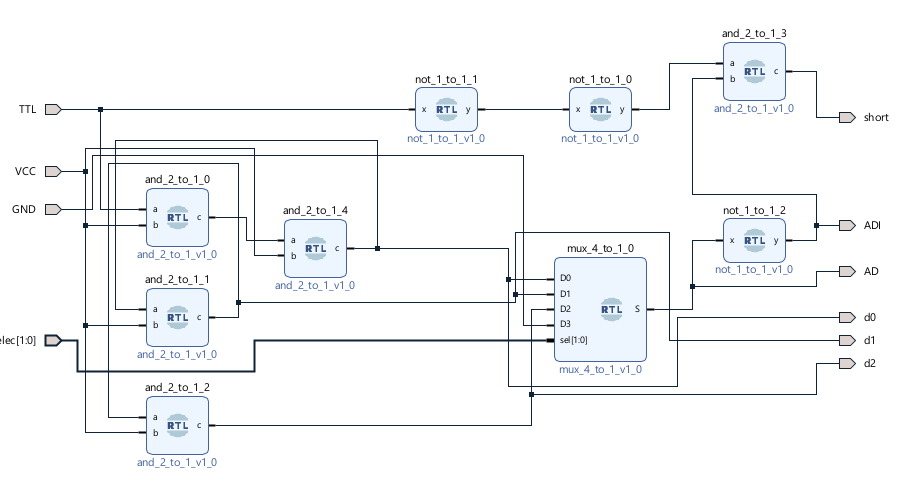 and_2_to_1_3
a
b
RTL
c
and_2_to_1_v1_0
not_1_to_1_1
x
RTL
y
not_1_to_1_v1_0
not_1_to_1_0
x
RTL
y
not_1_to_1_v1_0
TTL
short
VCC
GND
and_2_to_1_0
a
b
RTL
c
and_2_to_1_v1_0
and_2_to_1_4
a
b
RTL
c
and_2_to_1_v1_0
not_1_to_1_2
x
RTL
y
not_1_to_1_v1_0
ADI
AD
mux_4_to_1_0
D0
D1
D2
D3
sel[1:0]
RTL
S
mux_4_to_1_v1_0
and_2_to_1_1
a
b
RTL
c
and_2_to_1_v1_0
d0
d1
d2
elec[1:0]
and_2_to_1_2
a
b
RTL
c
and_2_to_1_v1_0